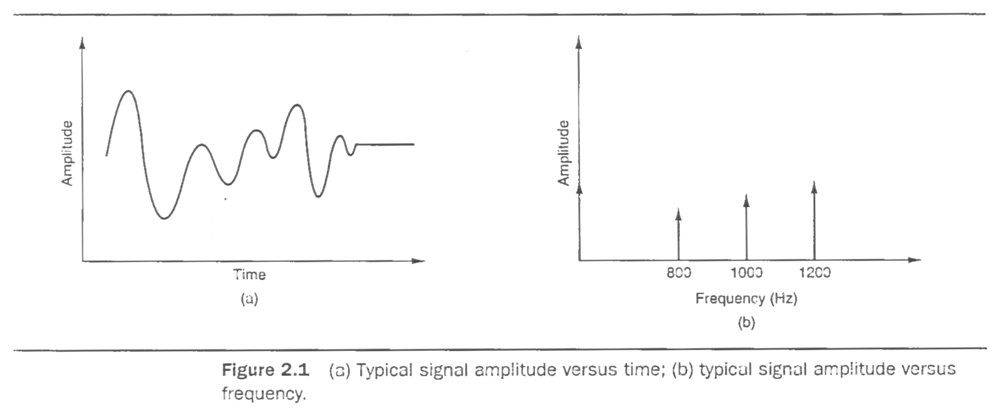 Amplitude
Time
(a)
Amplitude
800 1000 1200
Frequency (Hz)
(b)
Figure 2.1 (a) Typical signal amplitude versus time; (b) typical signal amplitude versus
frequency.